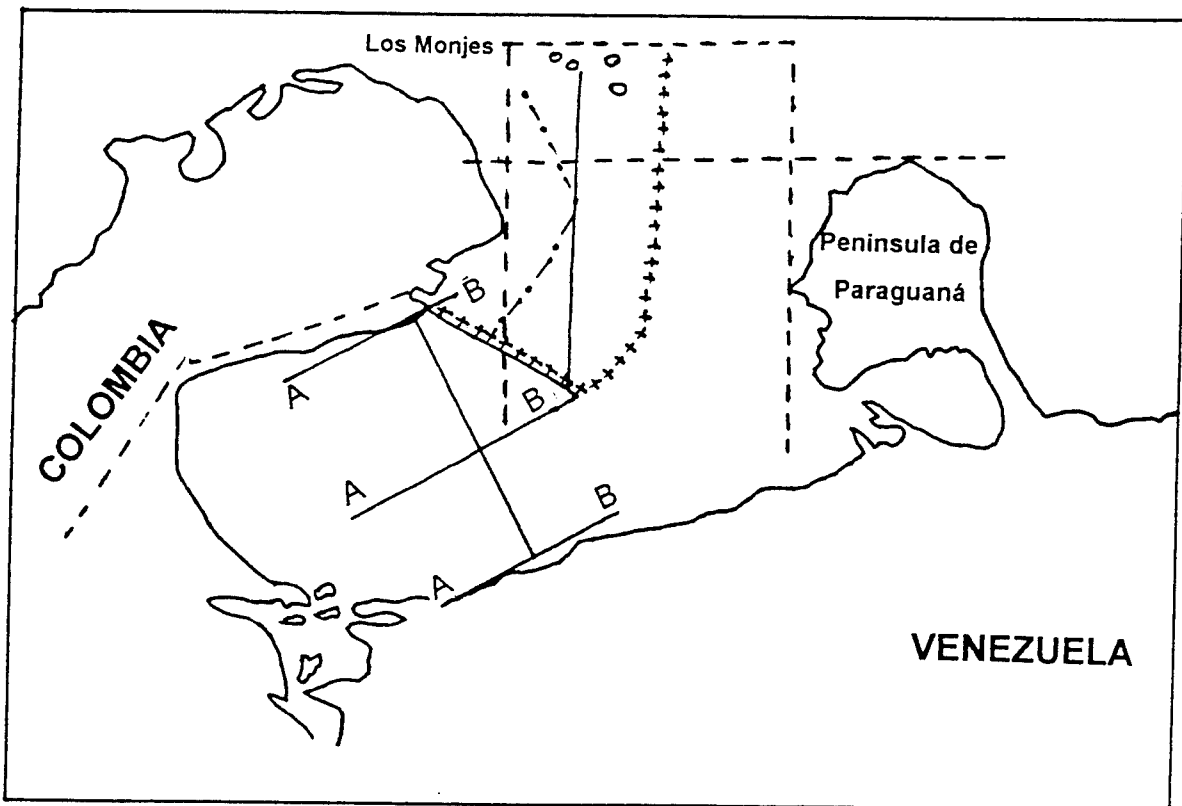 Los Monjes
Peninsula de
Paraguaná
COLOMBIA
B
A
B
A
B
A
VENEZUELA